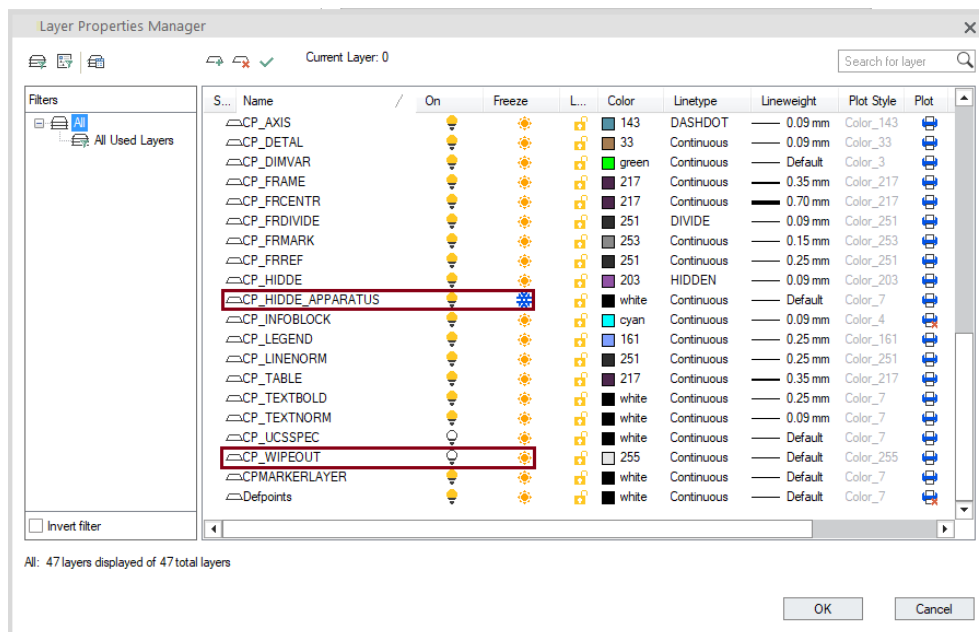 Layer Properties Manager
Current Layer: 0
Search for layer
Filters
All
All Used Layers
S... Name / On Freeze L... Color Linetype Lineweight Plot Style Plot
CP_AXIS 143 DASHDOT 0.09 mm Color_143
CP_DETAL 33 Continuous 0.09 mm Color_33
CP_DIMVAR green Continuous Default Color_3
CP_FRAME 217 Continuous 0.35 mm Color_217
CP_FRCENTR 217 Continuous 0.70 mm Color_217
CP_FRDIVIDE 251 DIVIDE 0.09 mm Color_251
CP_FRMARK 253 Continuous 0.15 mm Color_253
CP_FRREF 251 Continuous 0.25 mm Color_251
CP_HIDDE 203 HIDDEN 0.09 mm Color_203
CP_HIDDE_APPARATUS white Continuous Default Color_7
CP_INFOBLOCK cyan Continuous 0.09 mm Color_4
CP_LEGEND 161 Continuous 0.25 mm Color_161
CP_LINENORM 251 Continuous 0.25 mm Color_251
CP_TABLE 217 Continuous 0.35 mm Color_217
CP_TEXTBOLD white Continuous 0.25 mm Color_7
CP_TEXTNORM white Continuous 0.09 mm Color_7
CP_UCSSPEC white Continuous Default Color_7
CP_WIPEOUT 255 Continuous Default Color_255
CPMARKERLAYER white Continuous Default Color_7
Defpoints white Continuous Default Color_7
Invert filter
All: 47 layers displayed of 47 total layers
OK Cancel